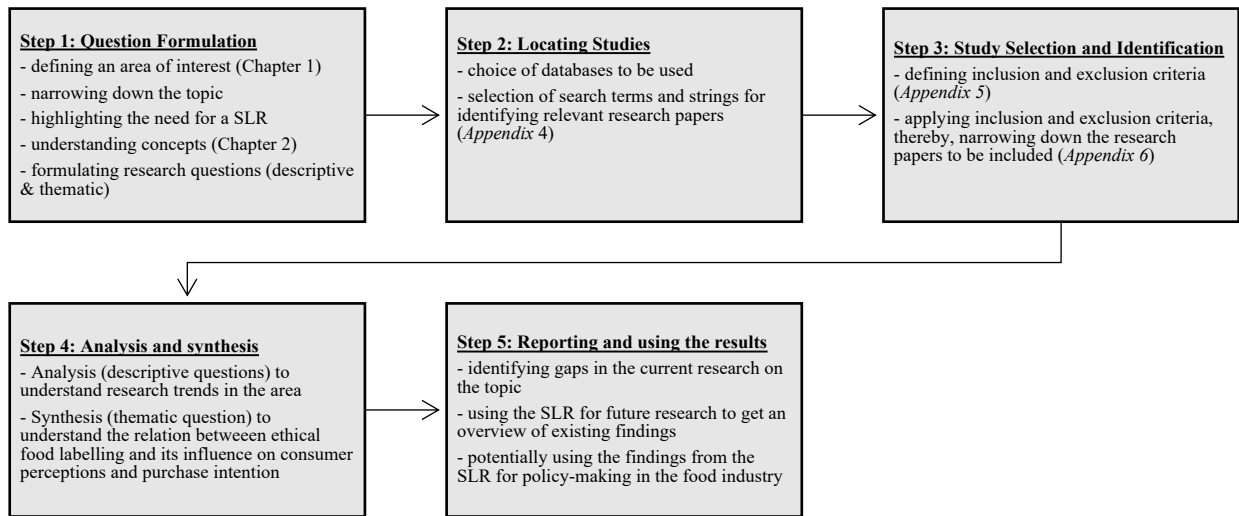 Step 1: Question Formulation
- defining an area of interest (Chapter 1)
- narrowing down the topic
- highlighting the need for a SLR
- understanding concepts (Chapter 2)
- formulating research questions (descriptive
& thematic)
Step 2: Locating Studies
- choice of databases to be used
- selection of search terms and strings for
identifying relevant research papers
(Appendix 4)
Step 3: Study Selection and Identification
- defining inclusion and exclusion criteria
(Appendix 5)
- applying inclusion and exclusion criteria,
thereby, narrowing down the research
papers to be included (Appendix 6)
Step 4: Analysis and synthesis
- Analysis (descriptive questions) to
understand research trends in the area
- Synthesis (thematic question) to
understand the relation betweeen ethical
food labelling and its influence on consumer
perceptions and purchase intention
Step 5: Reporting and using the results
- identifying gaps in the current research on
the topic
- using the SLR for future research to get an
overview of existing findings
- potentially using the findings from the
SLR for policy-making in the food industry